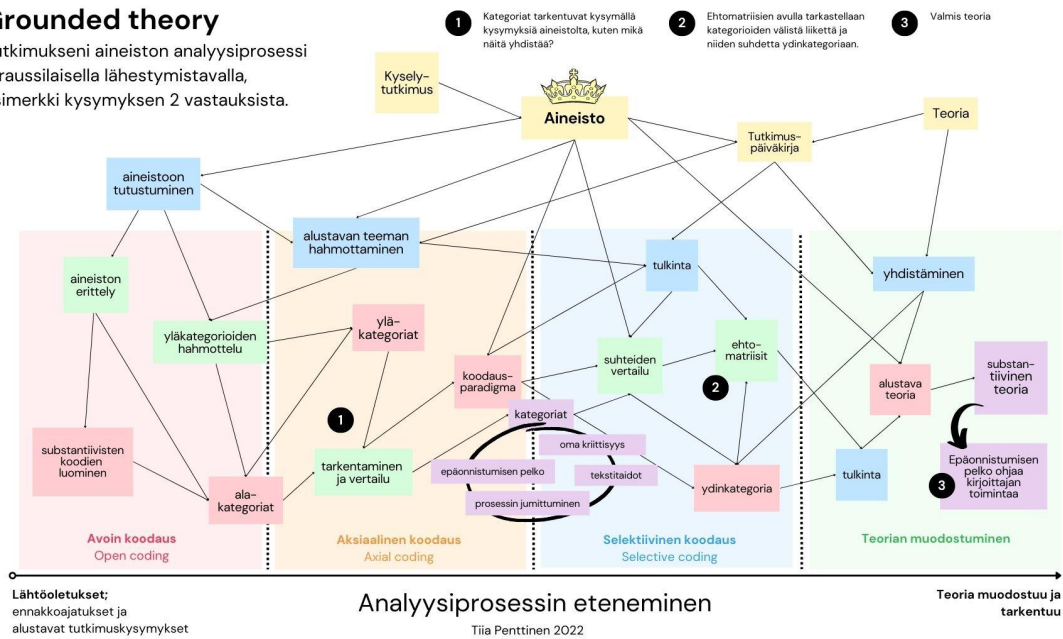 Grounded theory
utkimukseni aineiston analyysiprosessi
raussilaisella lähestymistavalla,
simerkki kysymyksen 2 vastauksista.
1
Kategoriat tarkentuvat kysymällä
kysymyksiä aineistolta, kuten mikä
näitä yhdistää?
2
Ehtomatriisien avulla tarkastellaan
kategorioiden välistä liikettä ja
niiden suhdetta ydinkategoriaan.
3
Valmis teoria
Kysely-
tutkimus
Aineisto
Tutkimus-
päiväkirja
Teoria
aineistoon
tutustuminen
alustavan teeman
hahmottaminen
tulkinta
yhdistäminen
aineiston
erittely
yläkategorioiden
hahmottelu
ylä-
kategoriat
koodaus-
paradigma
suhteiden
vertailu
ehto-
matriisit
2
alustava
teoria
substan-
tiivinen
teoria
1
kategoriat
oma kriittisyys
epäonnistumisen pelko
tekstitaidot
prosessin jumittuminen
substantiivisten
koodien
luominen
ala-
kategoriat
tarkentaminen
ja vertailu
ydinkategoria
tulkinta
3
Epäonnistumisen
pelko ohjaa
kirjoittajan
toimintaa
Avoin koodaus
Open coding
Aksiaalinen koodaus
Axial coding
Selektiivinen koodaus
Selective coding
Teorian muodostuminen
Lähtöoletukset;
ennakkoajatukset ja
alustavat tutkimuskysymykset
Analyysiprosessin eteneminen
Tiia Penttinen 2022
Teoria muodostuu ja
tarkentuu